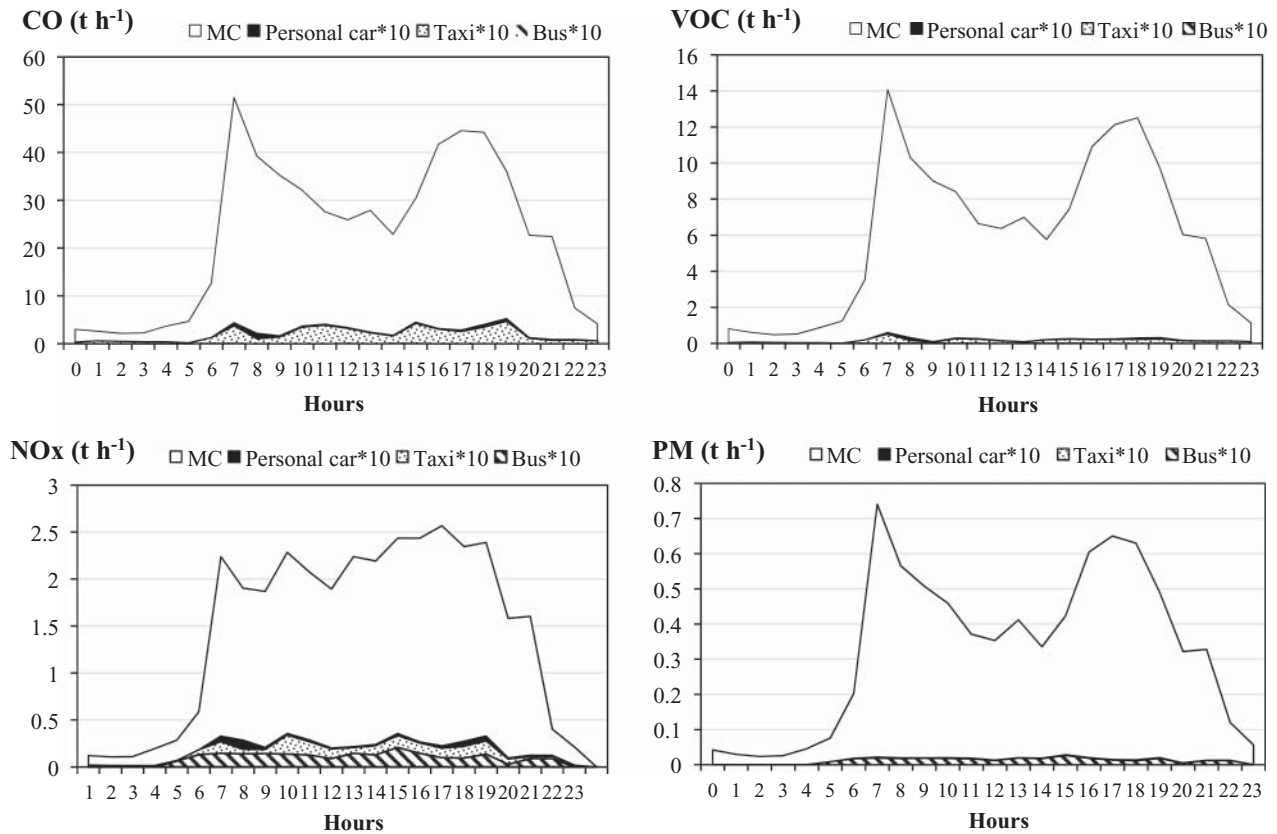 CO (t h-1)
MC Personal car*10 Taxi*10 Bus*10
60
50
40
30
20
10
0
0 1 2 3 4 5 6 7 8 9 10 11 12 13 14 15 16 17 18 19 20 21 22 23
Hours
VOC (t h-1)
MC Personal car*10 Taxi*10 Bus*10
16
14
12
10
8
6
4
2
0
0 1 2 3 4 5 6 7 8 9 10 11 12 13 14 15 16 17 18 19 20 21 22 23
Hours
NOx (t h-1)
MC Personal car*10 Taxi*10 Bus*10
3
2.5
2
1.5
1
0.5
0
1 2 3 4 5 6 7 8 9 10 11 12 13 14 15 16 17 18 19 20 21 22 23
Hours
PM (t h-1)
MC Personal car*10 Taxi*10 Bus*10
0.8
0.7
0.6
0.5
0.4
0.3
0.2
0.1
0
0 1 2 3 4 5 6 7 8 9 10 11 12 13 14 15 16 17 18 19 20 21 22 23
Hours